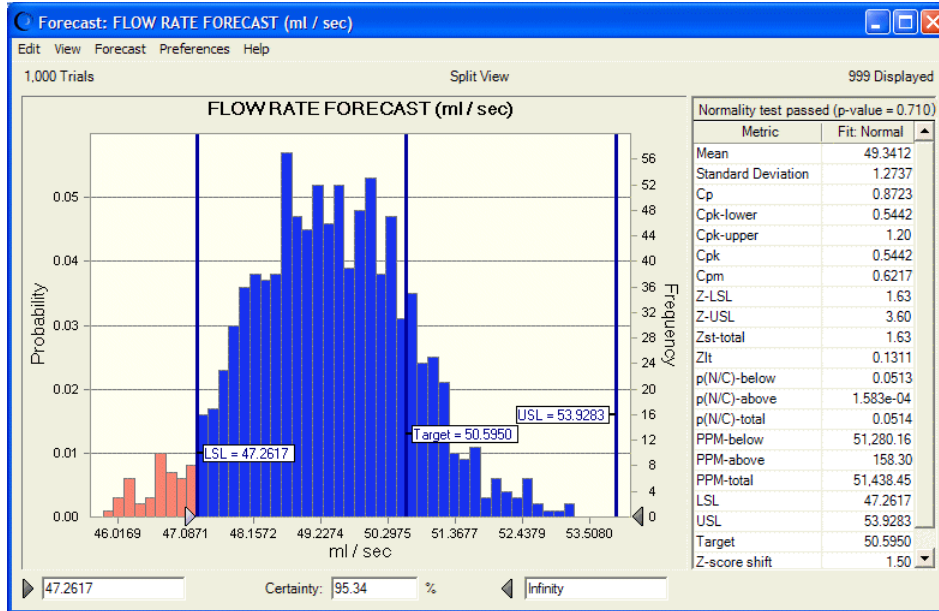 Forecast: FLOW RATE FORECAST (ml / sec)
Edit View Forecast Preferences Help
1,000 Trials Split View 999 Displayed
FLOW RATE FORECAST (ml / sec)
Probability
0.05
0.04
0.03
0.02
0.01
0.00
56
52
48
44
40
36
32
28
24
20
16
12
8
4
0
Frequency
USL = 53.9283
Target = 50.5950
LSL = 47.2617
46.0169 47.0871 48.1572 49.2274 50.2975 51.3677 52.4379 53.5080
ml / sec
47.2617 Certainty: 95.34 % Infinity
Normality test passed (p-value = 0.710)
Metric Fit: Normal
Mean 49.3412
Standard Deviation 1.2737
Cp 0.8723
Cpk-lower 0.5442
Cpk-upper 1.20
Cpk 0.5442
Cpm 0.6217
Z-LSL 1.63
Z-USL 3.60
Zst-total 1.63
Zlt 0.1311
p(N/C)-below 0.0513
p(N/C)-above 1.583e-04
p(N/C)-total 0.0514
PPM-below 51,280.16
PPM-above 158.30
PPM-total 51,438.45
LSL 47.2617
USL 53.9283
Target 50.5950
Z-score shift 1.50